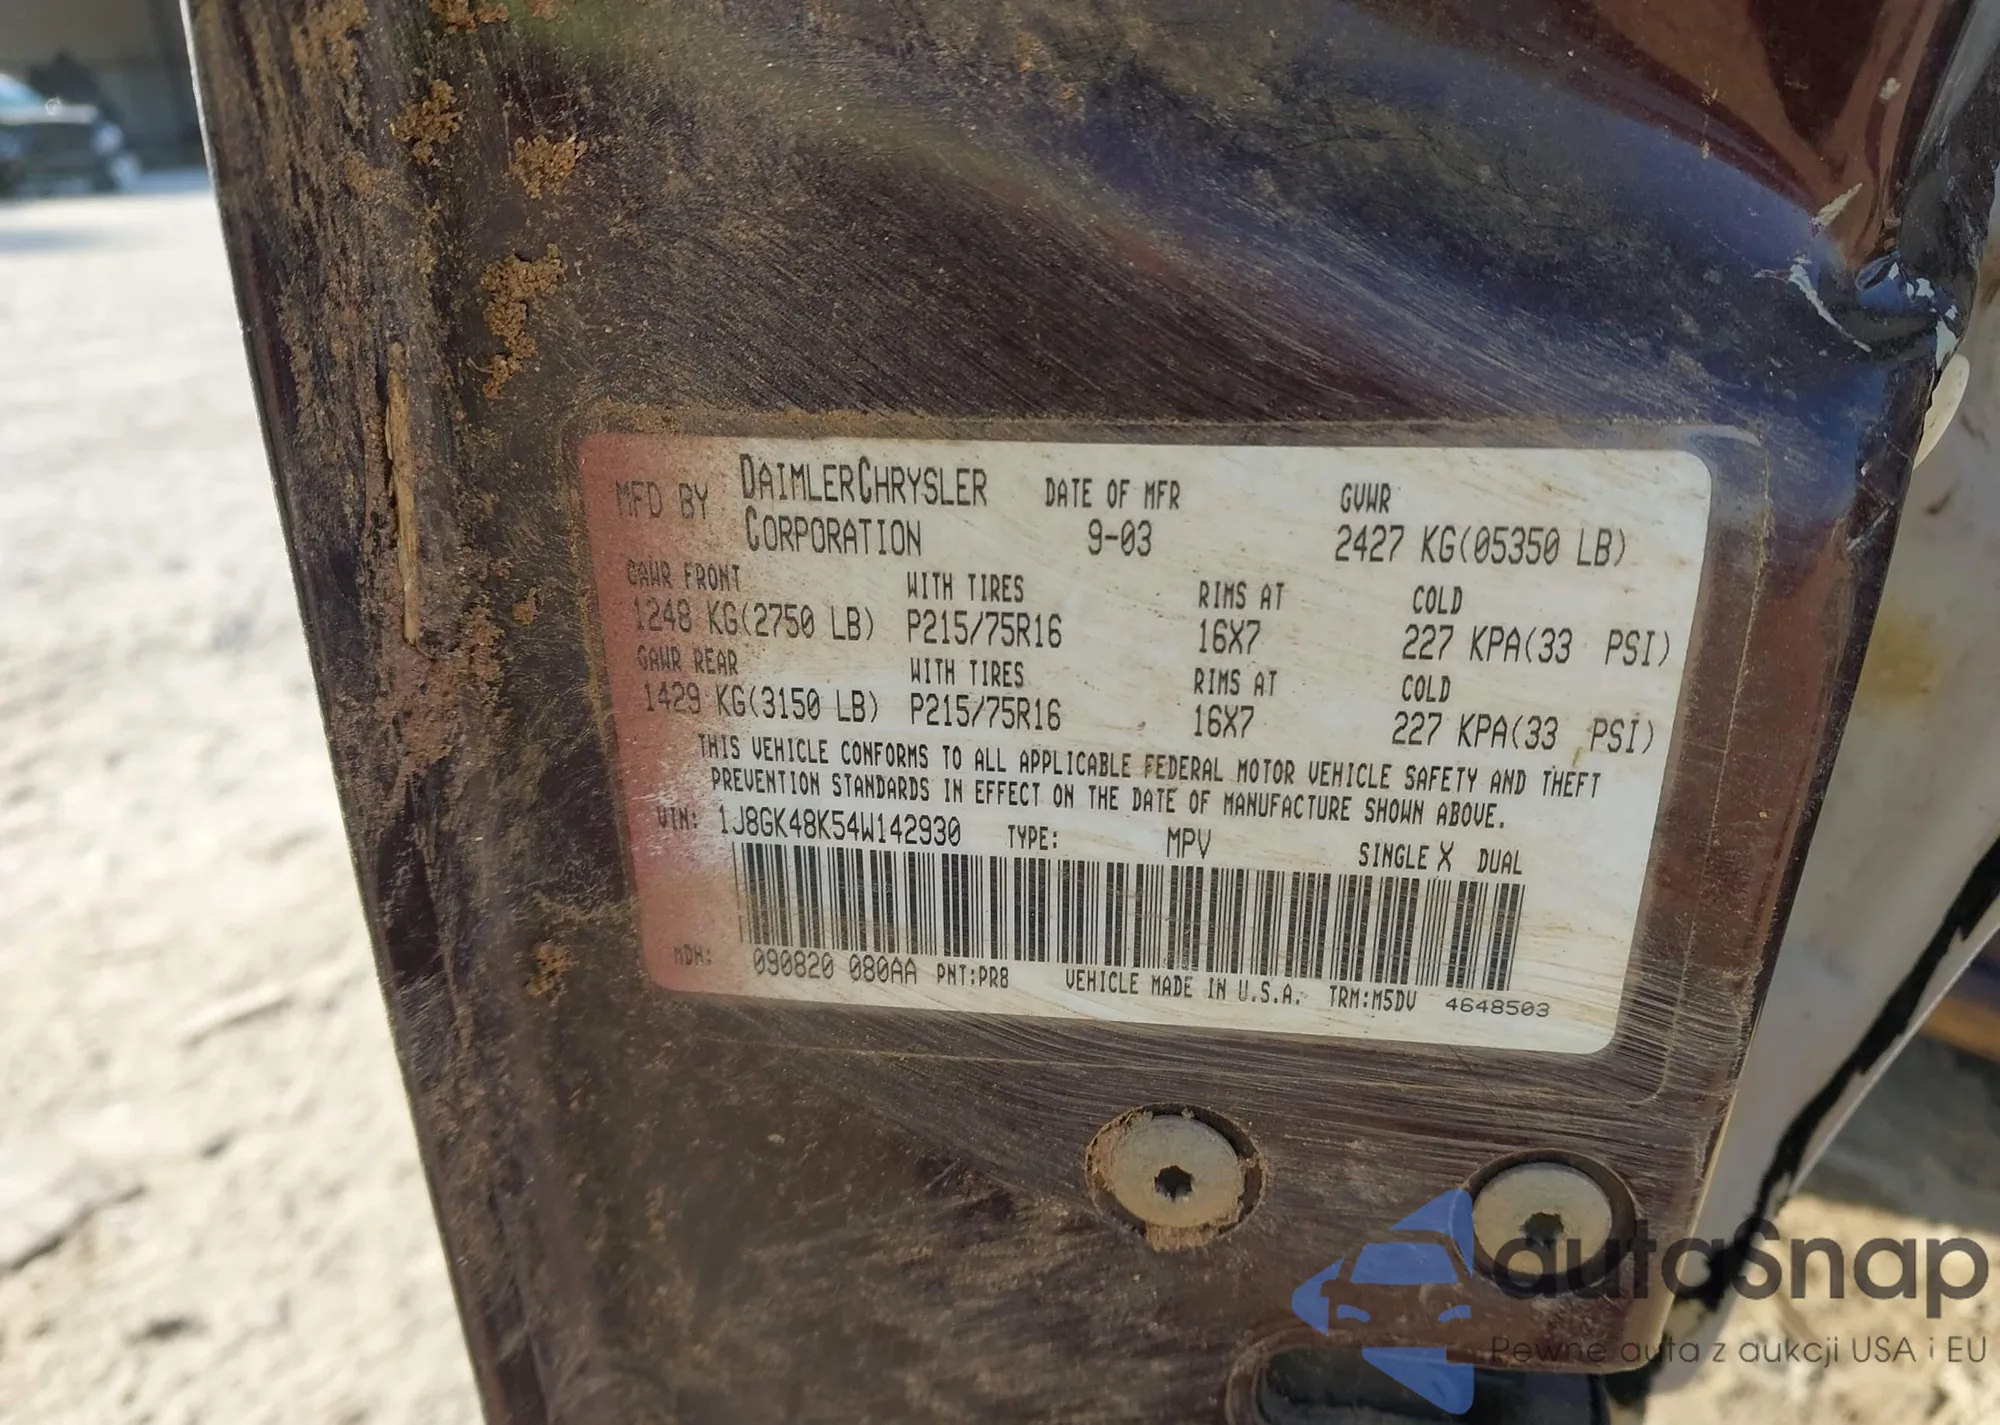 MFD BY DAIMLERCHRYSLER CORPORATION DATE OF MFR 9-03 GVWR 2427 KG(05350 LB)
GAWR FRONT WITH TIRES RIMS AT COLD
1248 KG(2750 LB) P215/75R16 16X7 227 KPA(33 PSI)
GAWR REAR WITH TIRES RIMS AT COLD
1429 KG(3150 LB) P215/75R16 16X7 227 KPA(33 PSI)
THIS VEHICLE CONFORMS TO ALL APPLICABLE FEDERAL MOTOR VEHICLE SAFETY AND THEFT
PREVENTION STANDARDS IN EFFECT ON THE DATE OF MANUFACTURE SHOWN ABOVE.
VIN: 1J8GK48K54W142930 TYPE: MPV SINGLE X DUAL
MDH: 090820 080AA PNT:PR8 VEHICLE MADE IN U.S.A. TRM:M5DV 4648503
autaSnap
Pewne auta z aukcji USA i EU